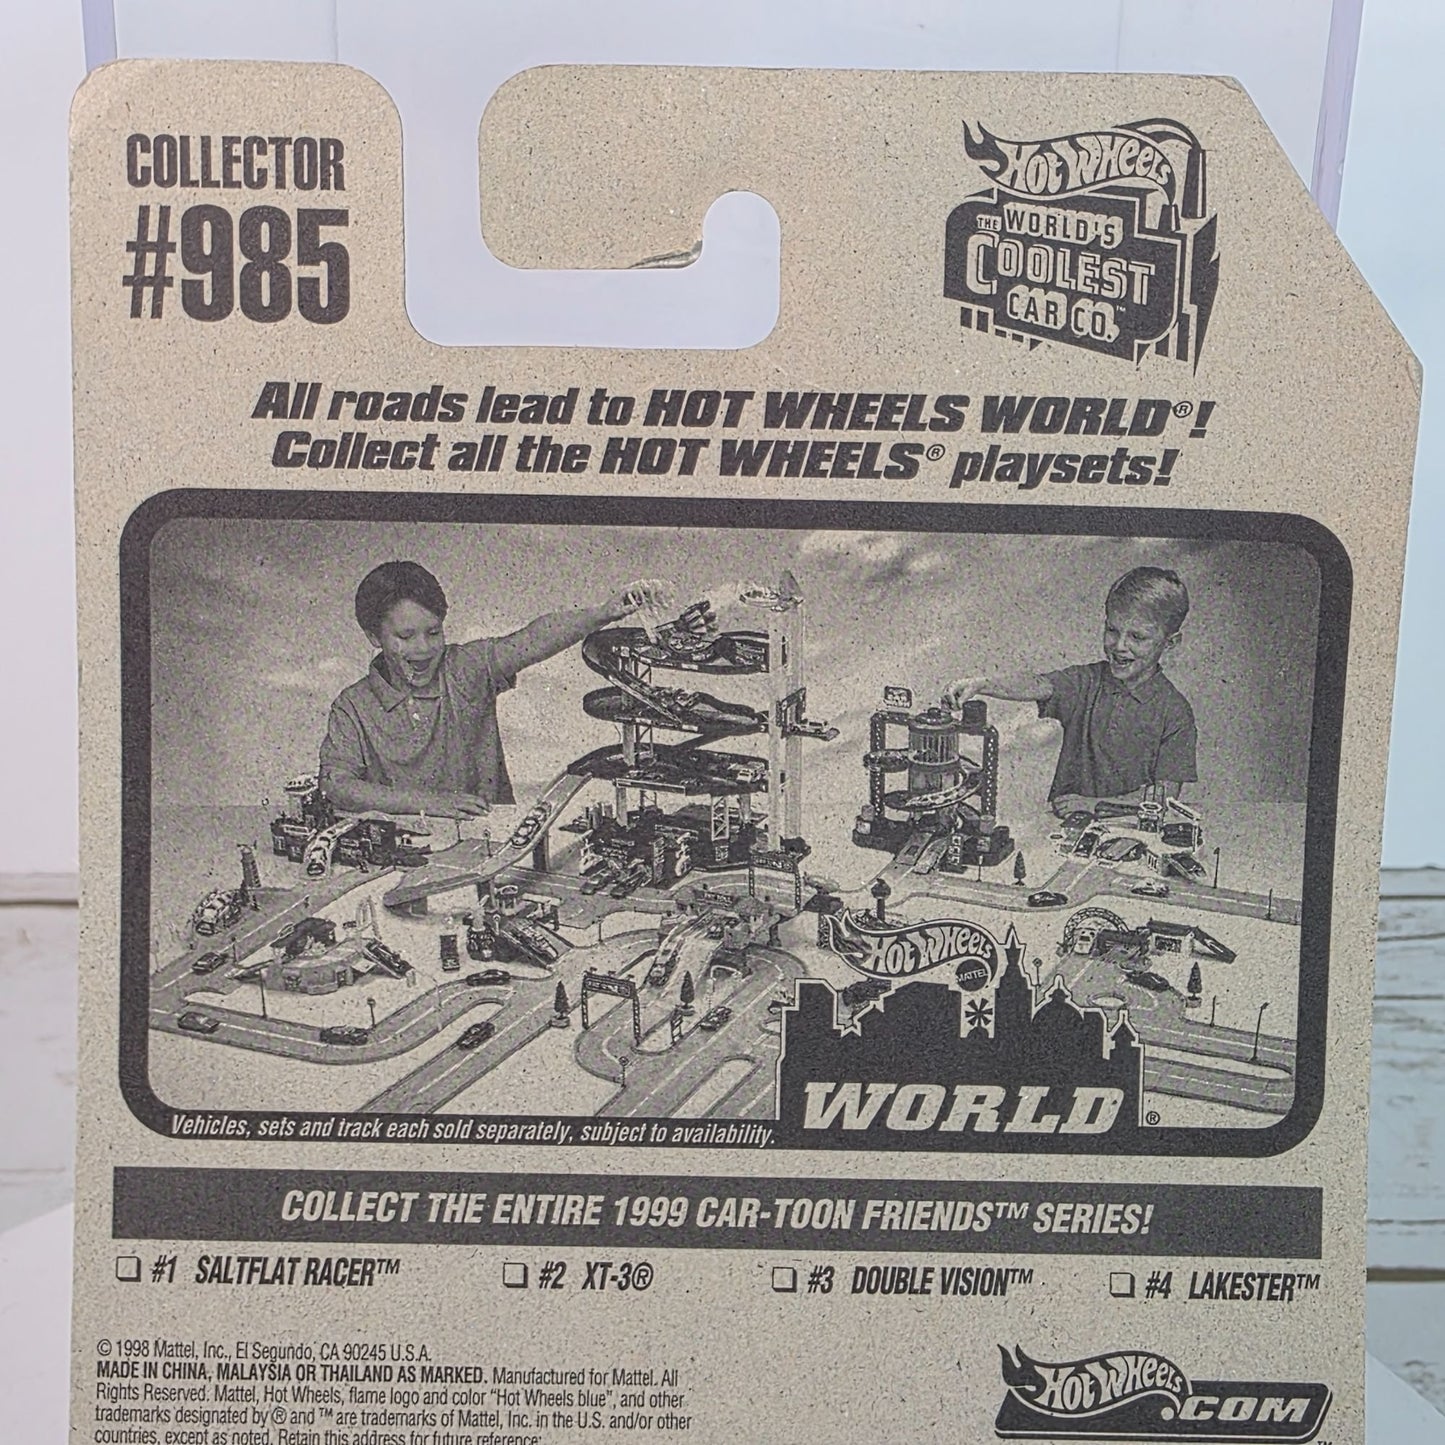 COLLECTOR
#985
HOT WHEELS
THE WORLD'S
COOLEST
CAR CO.™
All roads lead to HOT WHEELS WORLD®!
Collect all the HOT WHEELS® playsets!
HOT WHEELS
MATTEL
WORLD®
Vehicles, sets and track each sold separately, subject to availability.
COLLECT THE ENTIRE 1999 CAR-TOON FRIENDS™ SERIES!
#1 SALTFLAT RACER™ #2 XT-3® #3 DOUBLE VISION™ #4 LAKESTER™
© 1998 Mattel, Inc., El Segundo, CA 90245 U.S.A.
MADE IN CHINA, MALAYSIA OR THAILAND AS MARKED. Manufactured for Mattel. All
Rights Reserved. Mattel, Hot Wheels, flame logo and color "Hot Wheels blue", and other
trademarks designated by ® and ™ are trademarks of Mattel, Inc. in the U.S. and/or other
countries, except as noted. Retain this address for future reference:
HOT WHEELS
.COM™